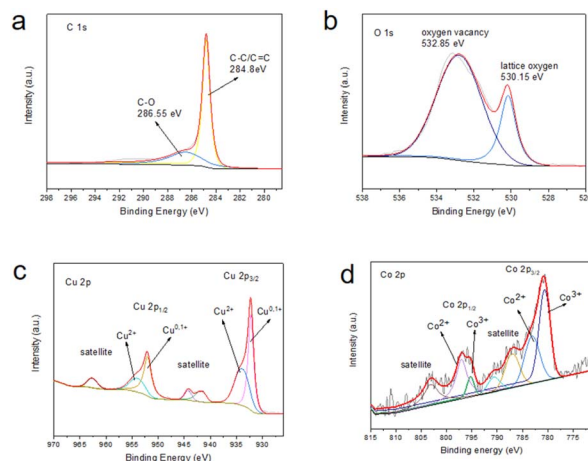 a
C 1s
C-C/C=C
284.8eV
C-O
286.55 eV
Intensity (a.u.)
298 296 294 292 290 288 286 284 282 280
Binding Energy (eV)
b
O 1s
oxygen vacancy
532.85 eV
lattice oxygen
530.15 eV
Intensity (a.u.)
538 536 534 532 530 528 526
Binding Energy (eV)
c
Cu 2p
Cu 2p3/2
Cu 2p1/2
Cu2+
Cu0,1+
Cu2+
Cu0,1+
satellite
satellite
Intensity (a.u.)
970 965 960 955 950 945 940 935 930
Binding Energy (eV)
d
Co 2p
Co 2p3/2
Co3+
Co2+
Co 2p1/2
Co2+
Co3+
satellite
satellite
Intensity (a.u.)
815 810 805 800 795 790 785 780 775
Binding energy (eV)